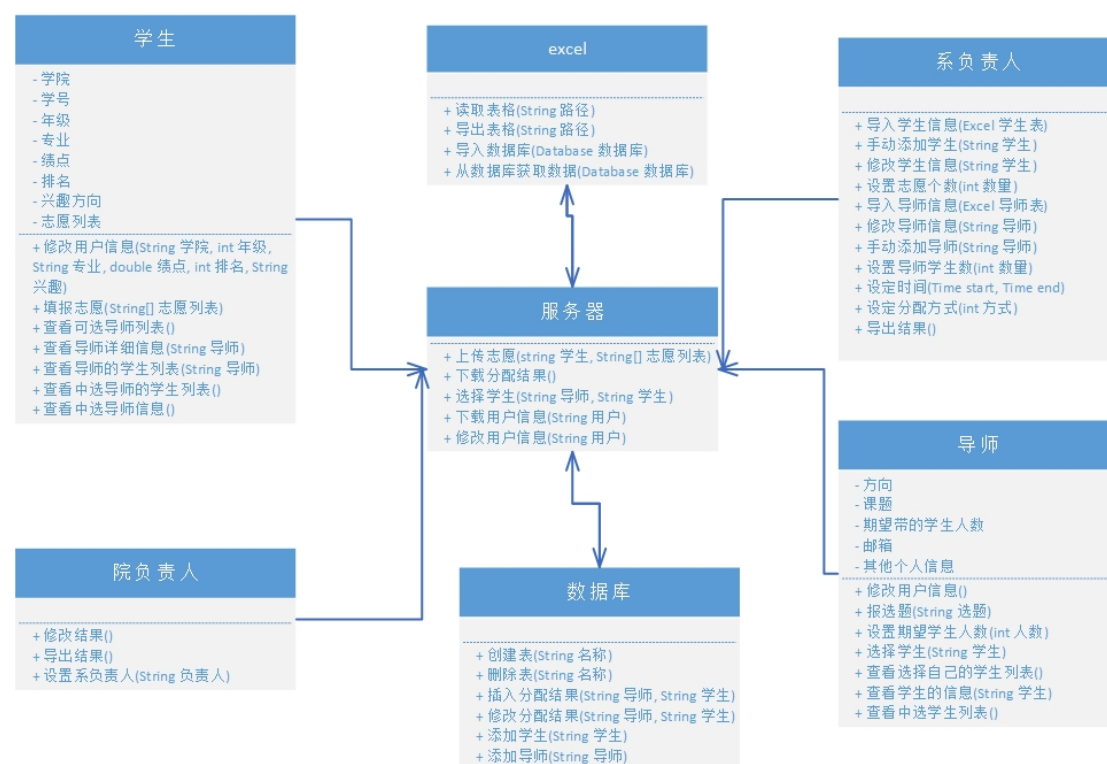 学生
- 学院
- 学号
- 年级
- 专业
- 绩点
- 排名
- 兴趣方向
- 志愿列表
+ 修改用户信息(String 学院, int 年级,
String 专业, double 绩点, int 排名, String
兴趣)
+ 填报志愿(String[] 志愿列表)
+ 查看可选导师列表()
+ 查看导师详细信息(String 导师)
+ 查看导师的学生列表(String 导师)
+ 查看中选导师的学生列表()
+ 查看中选导师信息()
excel
+ 读取表格(String 路径)
+ 导出表格(String 路径)
+ 导入数据库(Database 数据库)
+ 从数据库获取数据(Database 数据库)
系负责人
+ 导入学生信息(Excel 学生表)
+ 手动添加学生(String 学生)
+ 修改学生信息(String 学生)
+ 设置志愿个数(int 数量)
+ 导入导师信息(Excel 导师表)
+ 修改导师信息(String 导师)
+ 手动添加导师(String 导师)
+ 设置导师学生数(int 数量)
+ 设定时间(Time start, Time end)
+ 设定分配方式(int 方式)
+ 导出结果()
服务器
+ 上传志愿(string 学生, String[] 志愿列表)
+ 下载分配结果()
+ 选择学生(String 导师, String 学生)
+ 下载用户信息(String 用户)
+ 修改用户信息(String 用户)
导师
- 方向
- 课题
- 期望带的学生人数
- 邮箱
- 其他个人信息
+ 修改用户信息()
+ 报选题(String 选题)
+ 设置期望学生人数(int 人数)
+ 选择学生(String 学生)
+ 查看选择自己的学生列表()
+ 查看学生的信息(String 学生)
+ 查看中选学生列表()
院负责人
+ 修改结果()
+ 导出结果()
+ 设置系负责人(String 负责人)
数据库
+ 创建表(String 名称)
+ 删除表(String 名称)
+ 插入分配结果(String 导师, String 学生)
+ 修改分配结果(String 导师, String 学生)
+ 添加学生(String 学生)
+ 添加导师(String 导师)